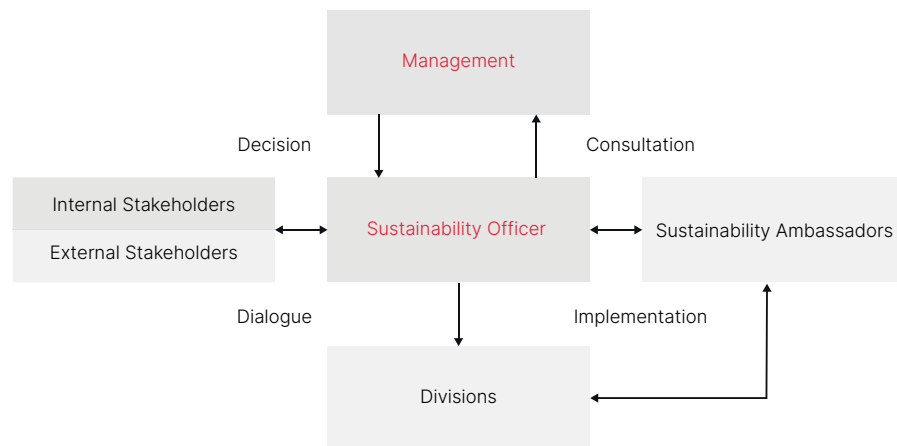 Management
Decision
Consultation
Internal Stakeholders
External Stakeholders
Sustainability Officer
Sustainability Ambassadors
Dialogue
Implementation
Divisions